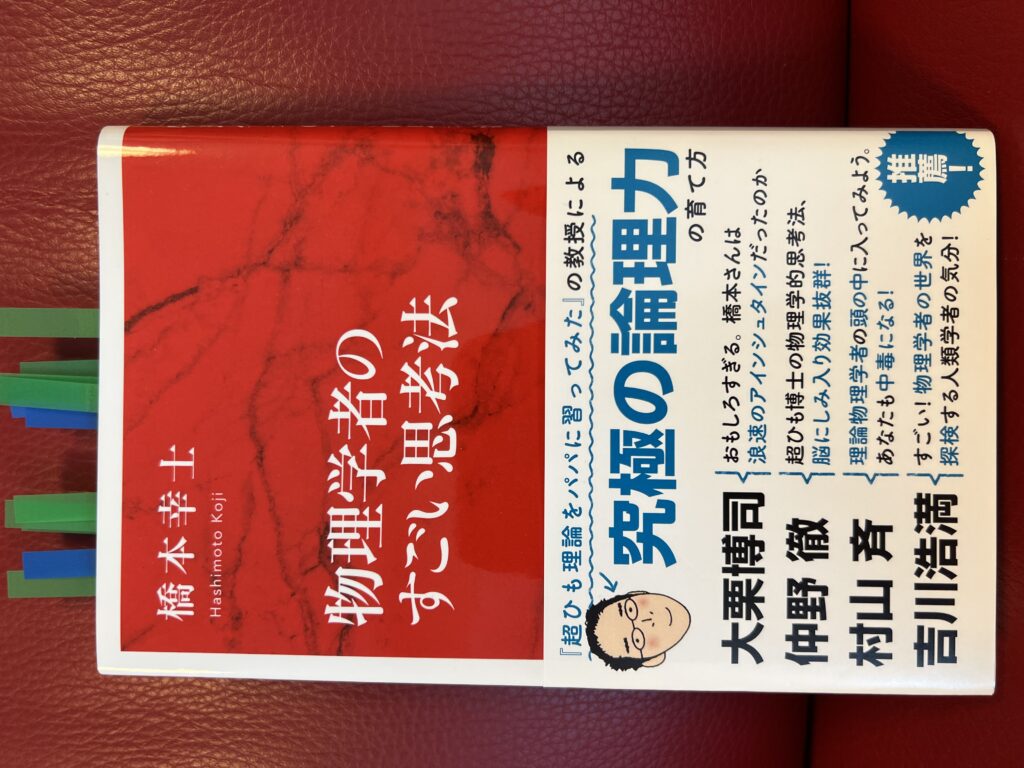 橋本幸士
Hashimoto Koji
物理学者の
すごい思考法
『超ひも理論をパパに習ってみた』の教授による
究極の論理力
の育て方
大栗博司
おもしろすぎる。橋本さんは
浪速のアインシュタインだったのか
仲野 徹
超ひも博士の物理学的思考法、
脳にしみ入り効果抜群!
村山 斉
理論物理学者の頭の中に入ってみよう。
あなたも中毒になる!
吉川浩満
すごい!物理学者の世界を
探検する人類学者の気分!
推薦!